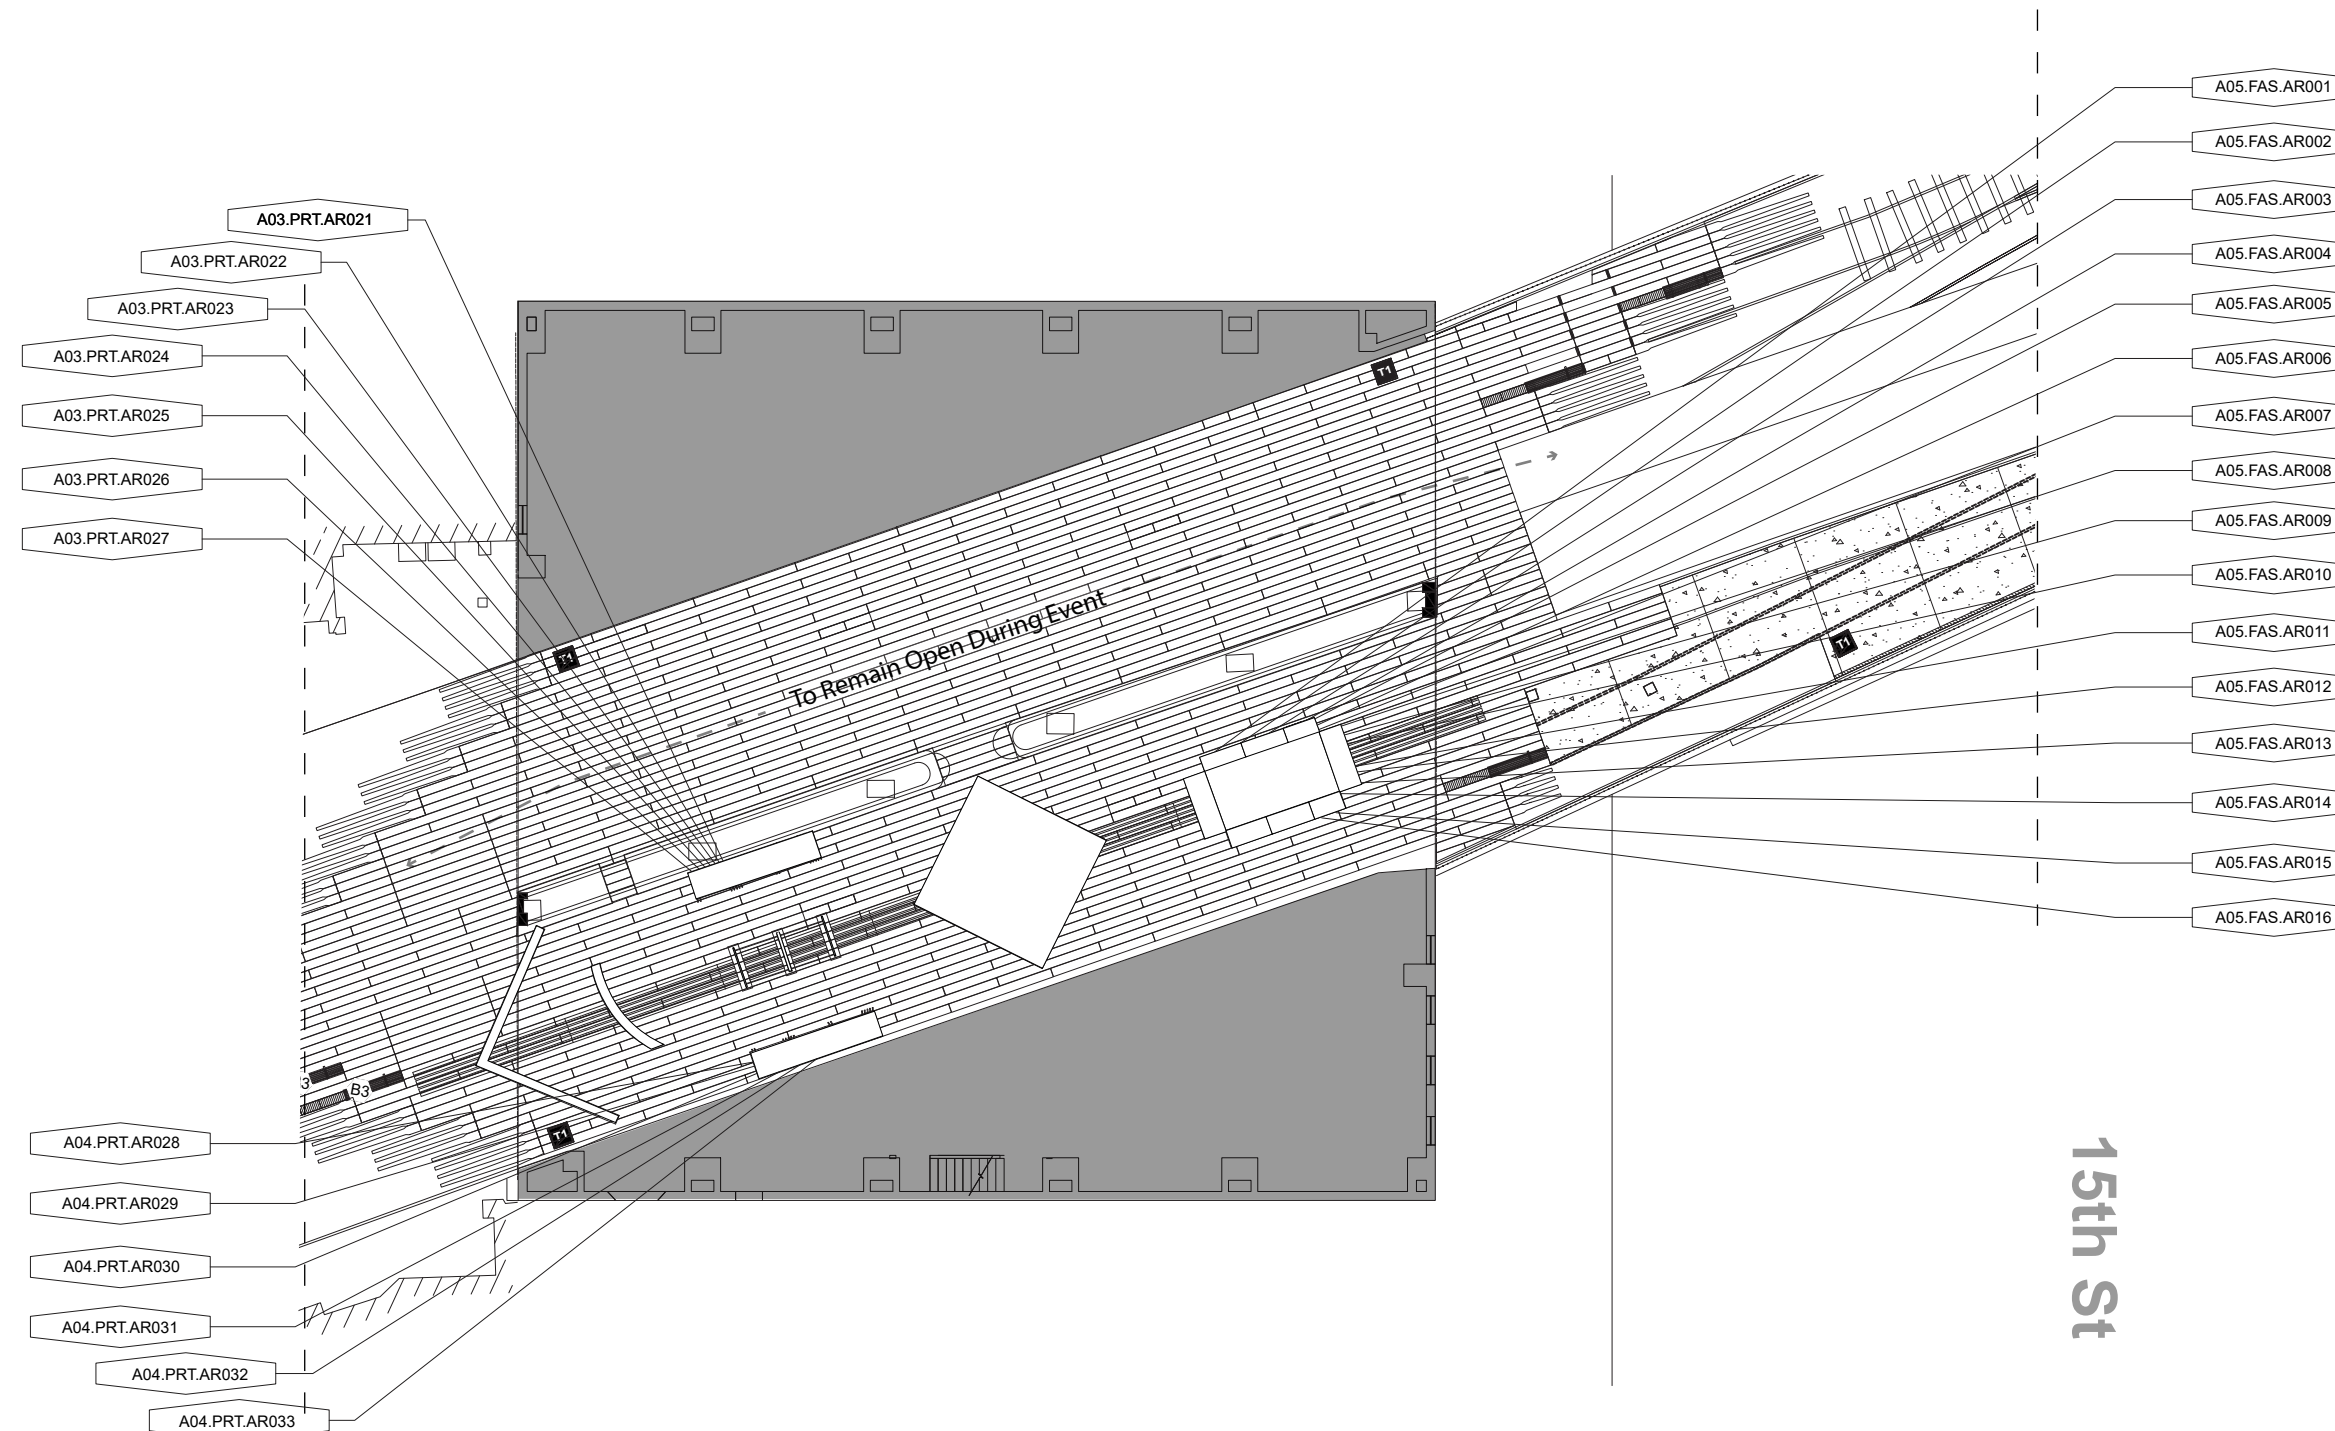 A03.PRT.AR021
A03.PRT.AR022
A03.PRT.AR023
A03.PRT.AR024
A03.PRT.AR025
A03.PRT.AR026
A03.PRT.AR027
A05.FAS.AR001
A05.FAS.AR002
A05.FAS.AR003
A05.FAS.AR004
A05.FAS.AR005
A05.FAS.AR006
A05.FAS.AR007
A05.FAS.AR008
A05.FAS.AR009
A05.FAS.AR010
A05.FAS.AR011
A05.FAS.AR012
A05.FAS.AR013
A05.FAS.AR014
A05.FAS.AR015
A05.FAS.AR016
T1
T1
T1
To Remain Open During Event
3
B3
T1
A04.PRT.AR028
A04.PRT.AR029
A04.PRT.AR030
A04.PRT.AR031
A04.PRT.AR032
A04.PRT.AR033
15th St